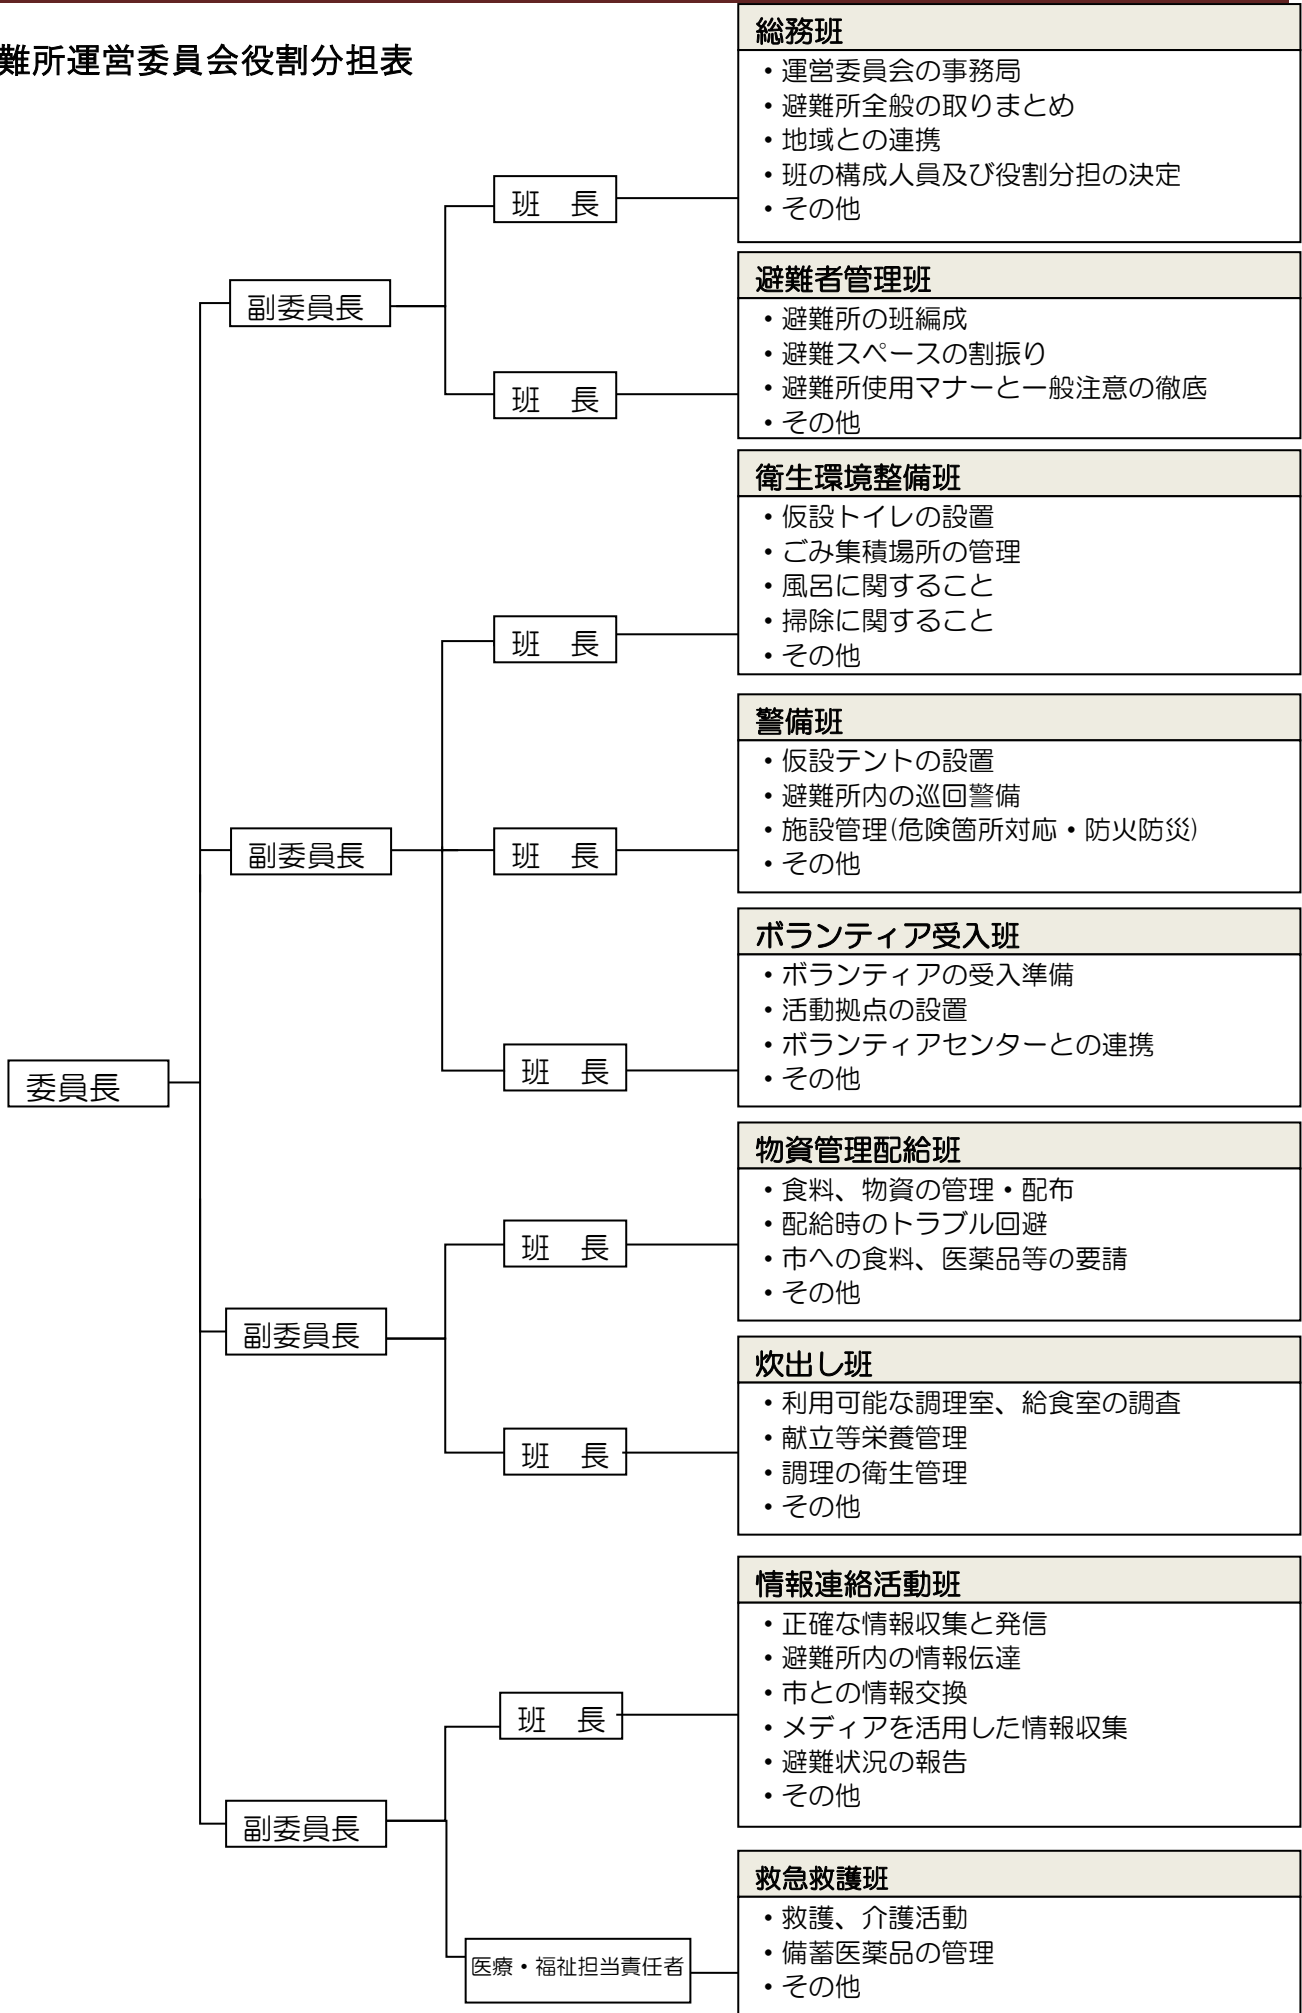 難所運営委員会役割分担表
総務班
・運営委員会の事務局
・避難所全般の取りまとめ
・地域との連携
・班の構成人員及び役割分担の決定
・その他
班　長
副委員長
避難者管理班
・避難所の班編成
・避難スペースの割振り
・避難所使用マナーと一般注意の徹底
・その他
班　長
衛生環境整備班
・仮設トイレの設置
・ごみ集積場所の管理
・風呂に関すること
・掃除に関すること
・その他
班　長
警備班
・仮設テントの設置
・避難所内の巡回警備
・施設管理(危険箇所対応・防火防災)
・その他
班　長
副委員長
ボランティア受入班
・ボランティアの受入準備
・活動拠点の設置
・ボランティアセンターとの連携
・その他
班　長
委員長
物資管理配給班
・食料、物資の管理・配布
・配給時のトラブル回避
・市への食料、医薬品等の要請
・その他
班　長
副委員長
炊出し班
・利用可能な調理室、給食室の調査
・献立等栄養管理
・調理の衛生管理
・その他
班　長
情報連絡活動班
・正確な情報収集と発信
・避難所内の情報伝達
・市との情報交換
・メディアを活用した情報収集
・避難状況の報告
・その他
班　長
副委員長
救急救護班
・救護、介護活動
・備蓄医薬品の管理
・その他
医療・福祉担当責任者